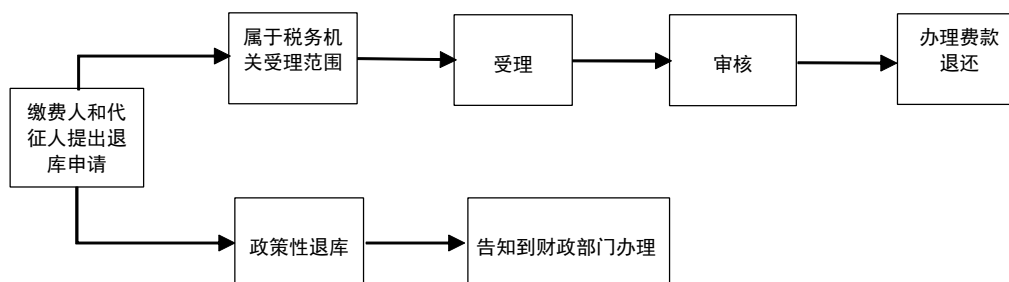 缴费人和代
征人提出退
库申请
属于税务机
关受理范围
受理
审核
办理费款
退还
政策性退库
告知到财政部门办理